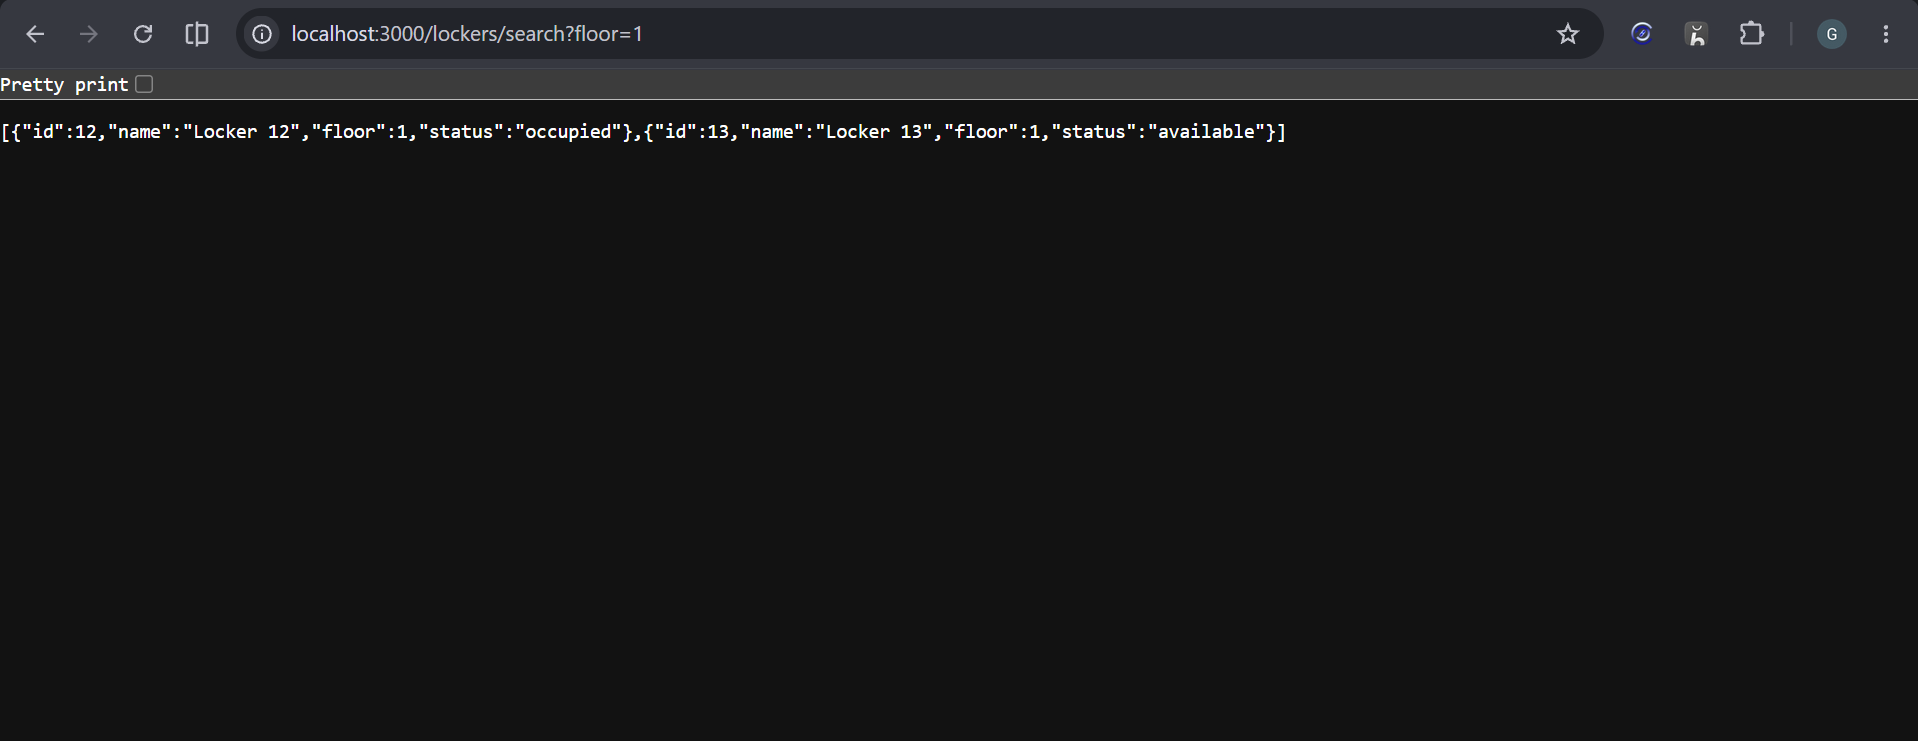 localhost:3000/lockers/search?floor=1
G
Pretty print
[{"id":12,"name":"Locker 12","floor":1,"status":"occupied"},{"id":13,"name":"Locker 13","floor":1,"status":"available"}]